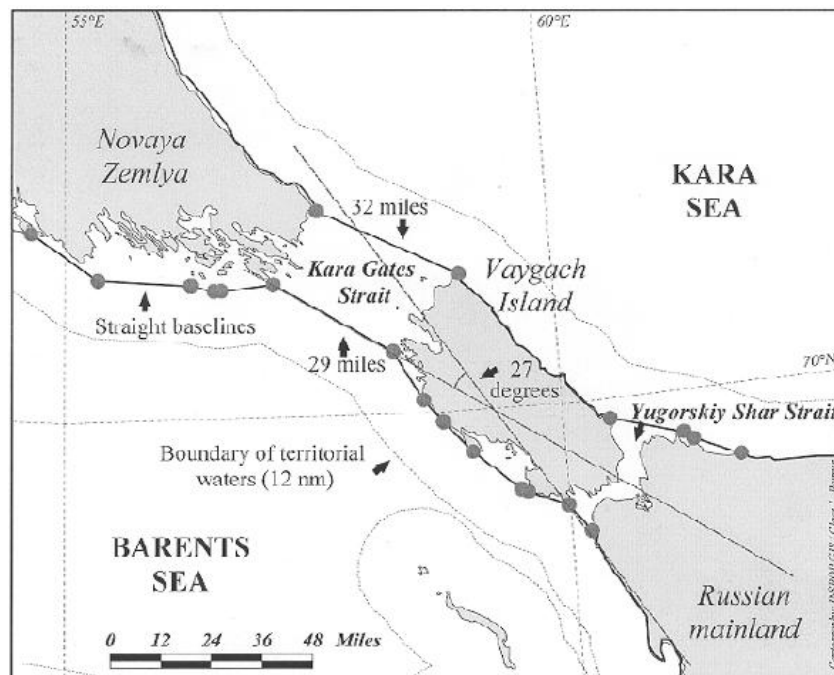 55°E
60°E
Novaya
Zemlya
KARA
SEA
32 miles
Kara Gates
Strait
Vaygach
Island
Straight baselines
29 miles
27
degrees
70°N
Yugorskiy Shar Strait
Boundary of territorial
waters (12 nm)
BARENTS
SEA
Russian
mainland
0 12 24 36 48 Miles